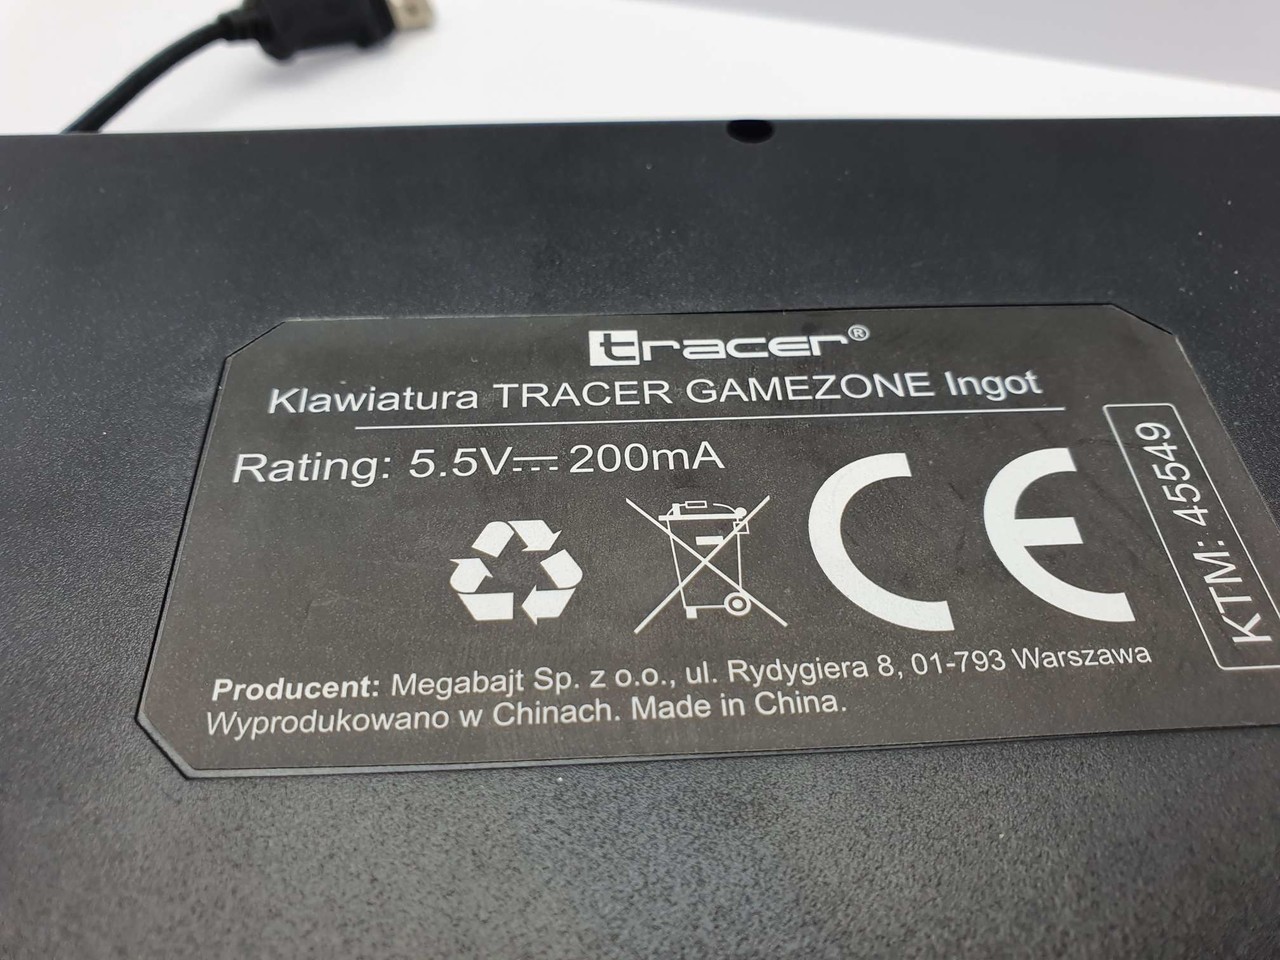 tracer®
Klawiatura TRACER GAMEZONE Ingot
Rating: 5.5V⎓200mA
CE
KTM: 45549
Producent: Megabajt Sp. z o.o., ul. Rydygiera 8, 01-793 Warszawa
Wyprodukowano w Chinach. Made in China.